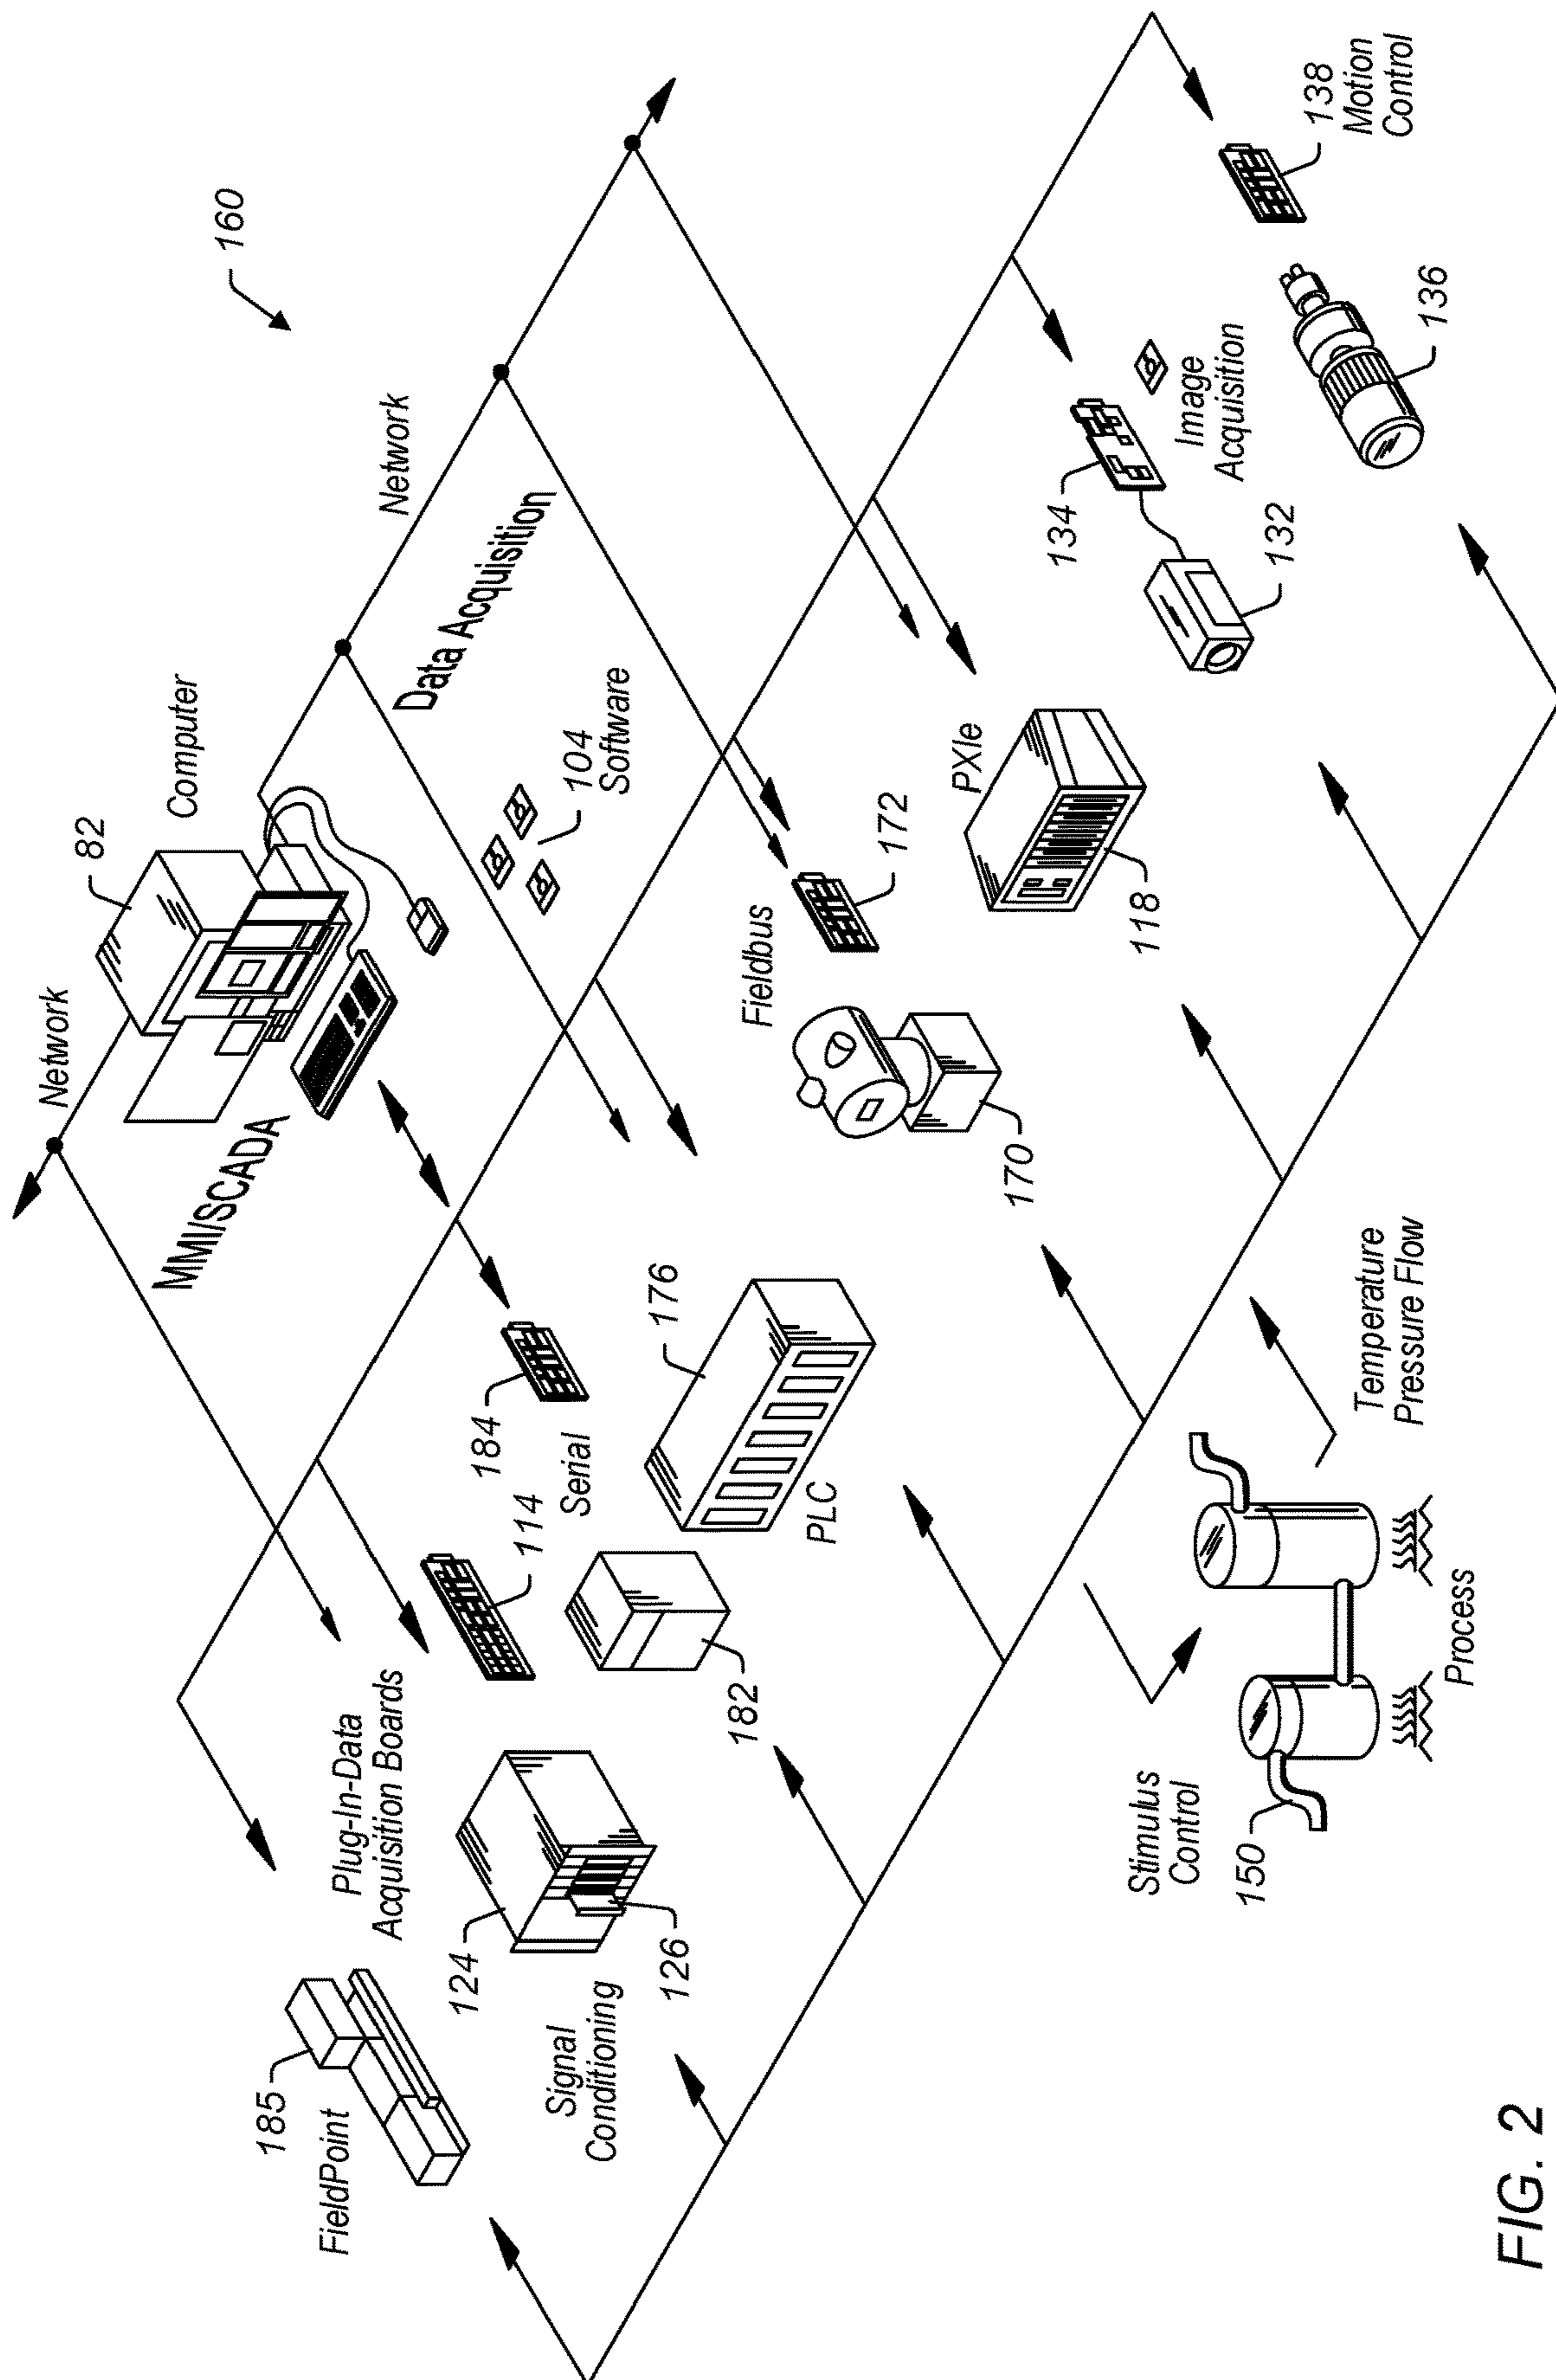 160
82
Computer
Network
Network
MMI/SCADA
Data Acquisition
104
Software
185
FieldPoint
Plug-In-Data
Acquisition Boards
114
184
Serial
124
Signal
Conditioning
126
182
176
PLC
Fieldbus
172
170
PXIe
118
134
Image
Acquisition
132
138
Motion
Control
136
Stimulus
Control
150
Process
Temperature
Pressure Flow
FIG. 2